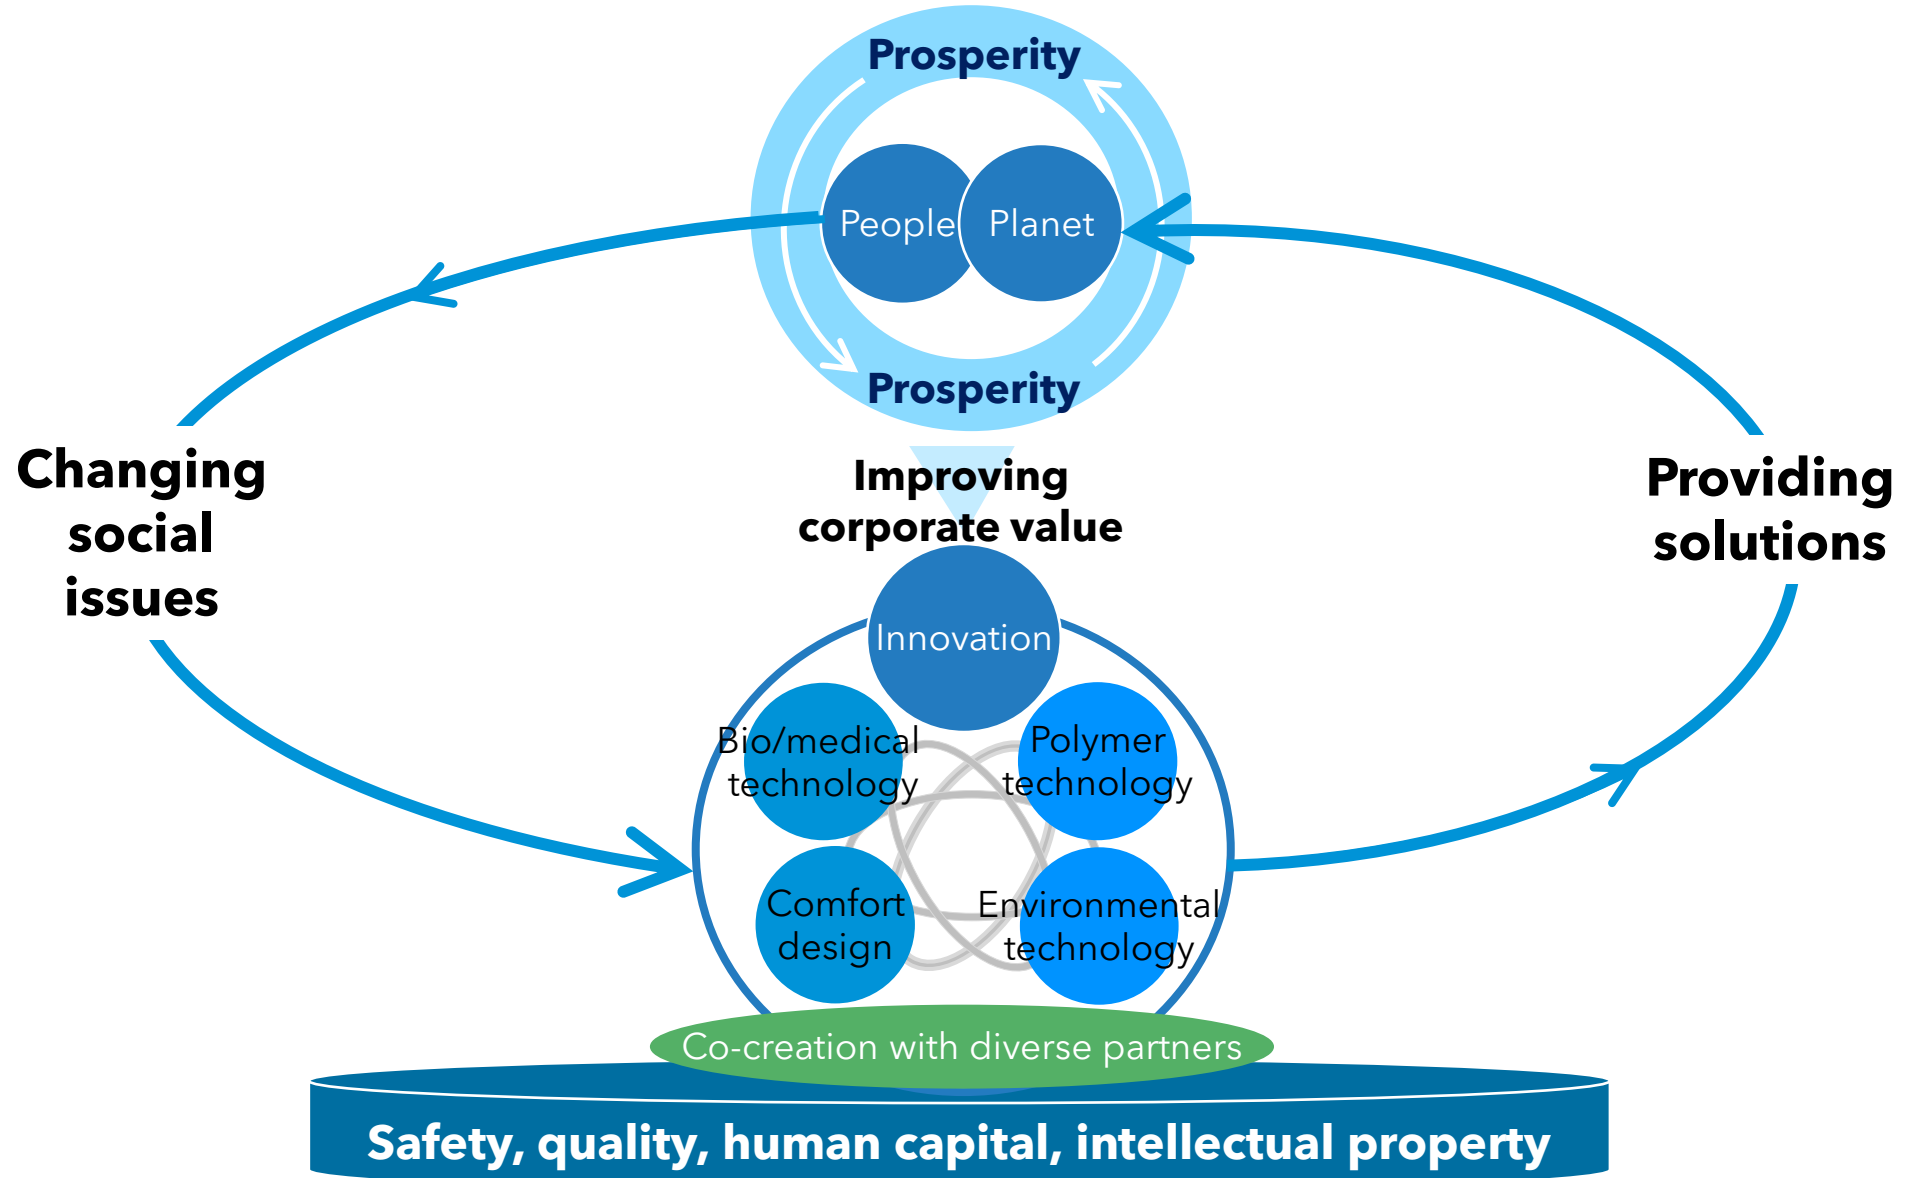 Prosperity
People
Planet
Prosperity
Changing
social
issues
Improving
corporate value
Providing
solutions
Innovation
Bio/medical
technology
Polymer
technology
Comfort
design
Environmental
technology
Co-creation with diverse partners
Safety, quality, human capital, intellectual property